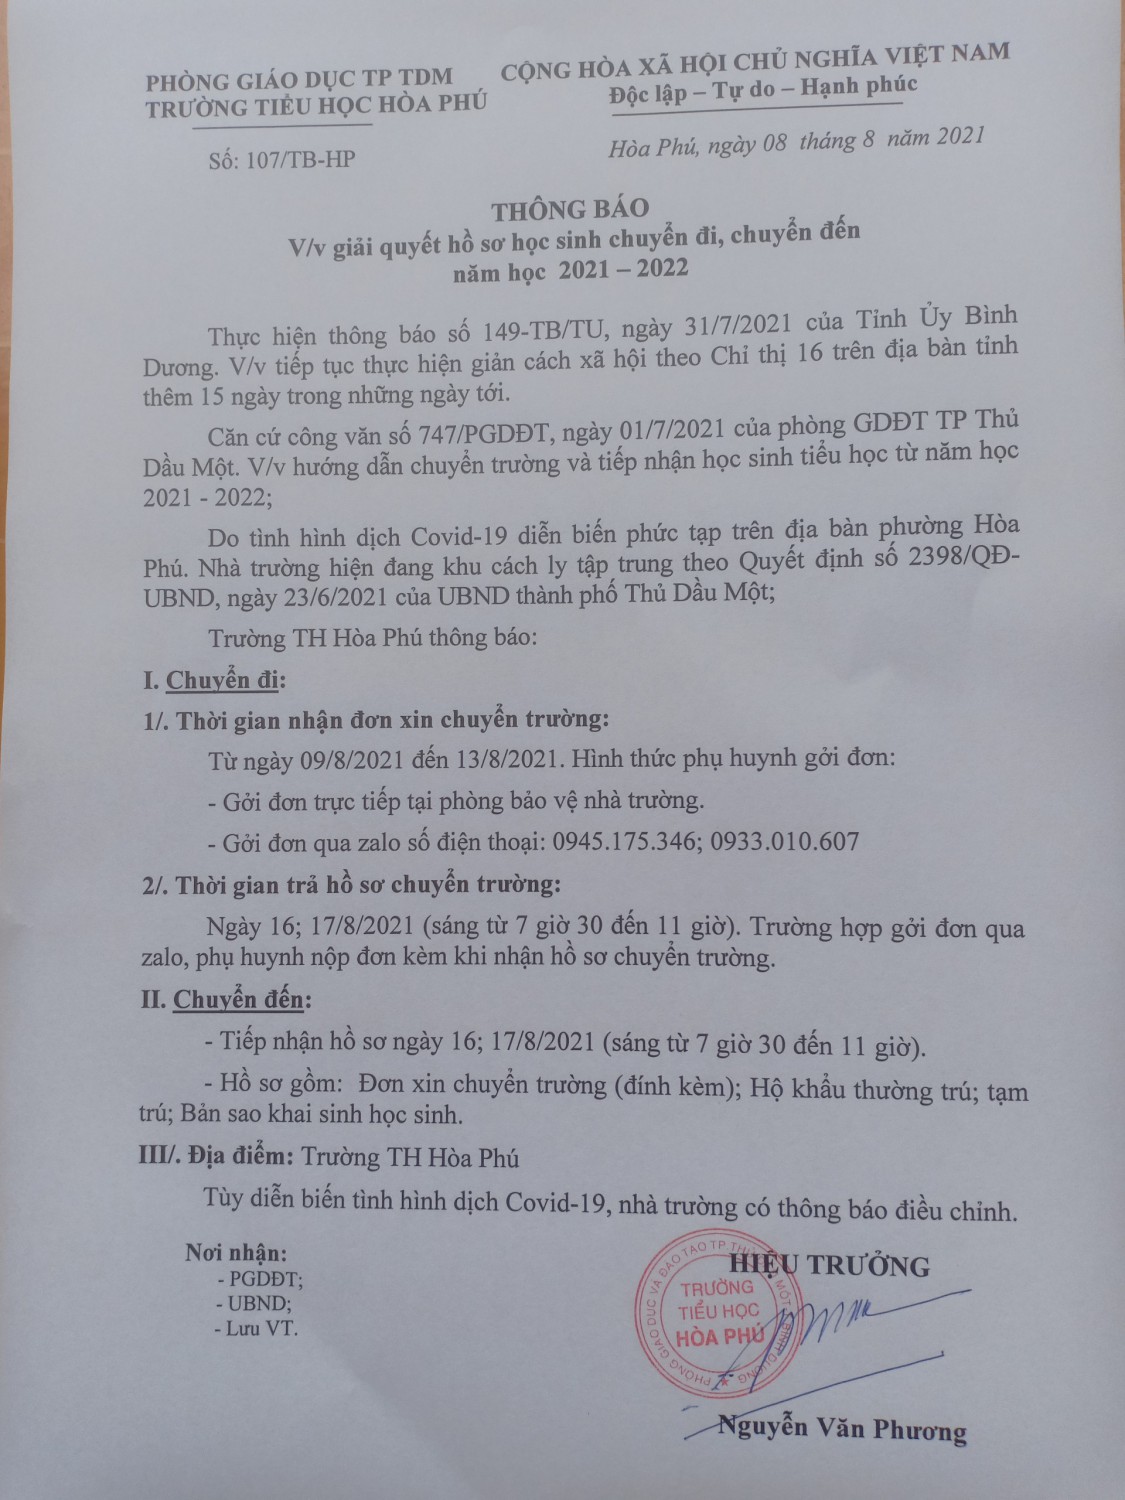 PHÒNG GIÁO DỤC TP TDM
TRƯỜNG TIỂU HỌC HÒA PHÚ
CỘNG HÒA XÃ HỘI CHỦ NGHĨA VIỆT NAM
Độc lập – Tự do – Hạnh phúc
Số: 107/TB-HP
Hòa Phú, ngày 08 tháng 8 năm 2021
THÔNG BÁO
V/v giải quyết hồ sơ học sinh chuyển đi, chuyển đến
năm học 2021 – 2022
Thực hiện thông báo số 149-TB/TU, ngày 31/7/2021 của Tỉnh Ủy Bình
Dương. V/v tiếp tục thực hiện giản cách xã hội theo Chỉ thị 16 trên địa bàn tỉnh
thêm 15 ngày trong những ngày tới.
Căn cứ công văn số 747/PGDĐT, ngày 01/7/2021 của phòng GDĐT TP Thủ
Dầu Một. V/v hướng dẫn chuyển trường và tiếp nhận học sinh tiểu học từ năm học
2021 - 2022;
Do tình hình dịch Covid-19 diễn biến phức tạp trên địa bàn phường Hòa
Phú. Nhà trường hiện đang khu cách ly tập trung theo Quyết định số 2398/QĐ-
UBND, ngày 23/6/2021 của UBND thành phố Thủ Dầu Một;
Trường TH Hòa Phú thông báo:
I. Chuyển đi:
1/. Thời gian nhận đơn xin chuyển trường:
Từ ngày 09/8/2021 đến 13/8/2021. Hình thức phụ huynh gởi đơn:
- Gởi đơn trực tiếp tại phòng bảo vệ nhà trường.
- Gởi đơn qua zalo số điện thoại: 0945.175.346; 0933.010.607
2/. Thời gian trả hồ sơ chuyển trường:
Ngày 16; 17/8/2021 (sáng từ 7 giờ 30 đến 11 giờ). Trường hợp gởi đơn qua
zalo, phụ huynh nộp đơn kèm khi nhận hồ sơ chuyển trường.
II. Chuyển đến:
- Tiếp nhận hồ sơ ngày 16; 17/8/2021 (sáng từ 7 giờ 30 đến 11 giờ).
- Hồ sơ gồm: Đơn xin chuyển trường (đính kèm); Hộ khẩu thường trú; tạm
trú; Bản sao khai sinh học sinh.
III/. Địa điểm: Trường TH Hòa Phú
Tùy diễn biến tình hình dịch Covid-19, nhà trường có thông báo điều chỉnh.
Nơi nhận:
- PGDĐT;
- UBND;
- Lưu VT.
HIỆU TRƯỞNG
PHÒNG GIÁO DỤC VÀ ĐÀO TẠO TP.THỦ MỘT BÌNH DƯƠNG
TRƯỜNG
TIỂU HỌC
HÒA PHÚ
Nguyễn Văn Phương